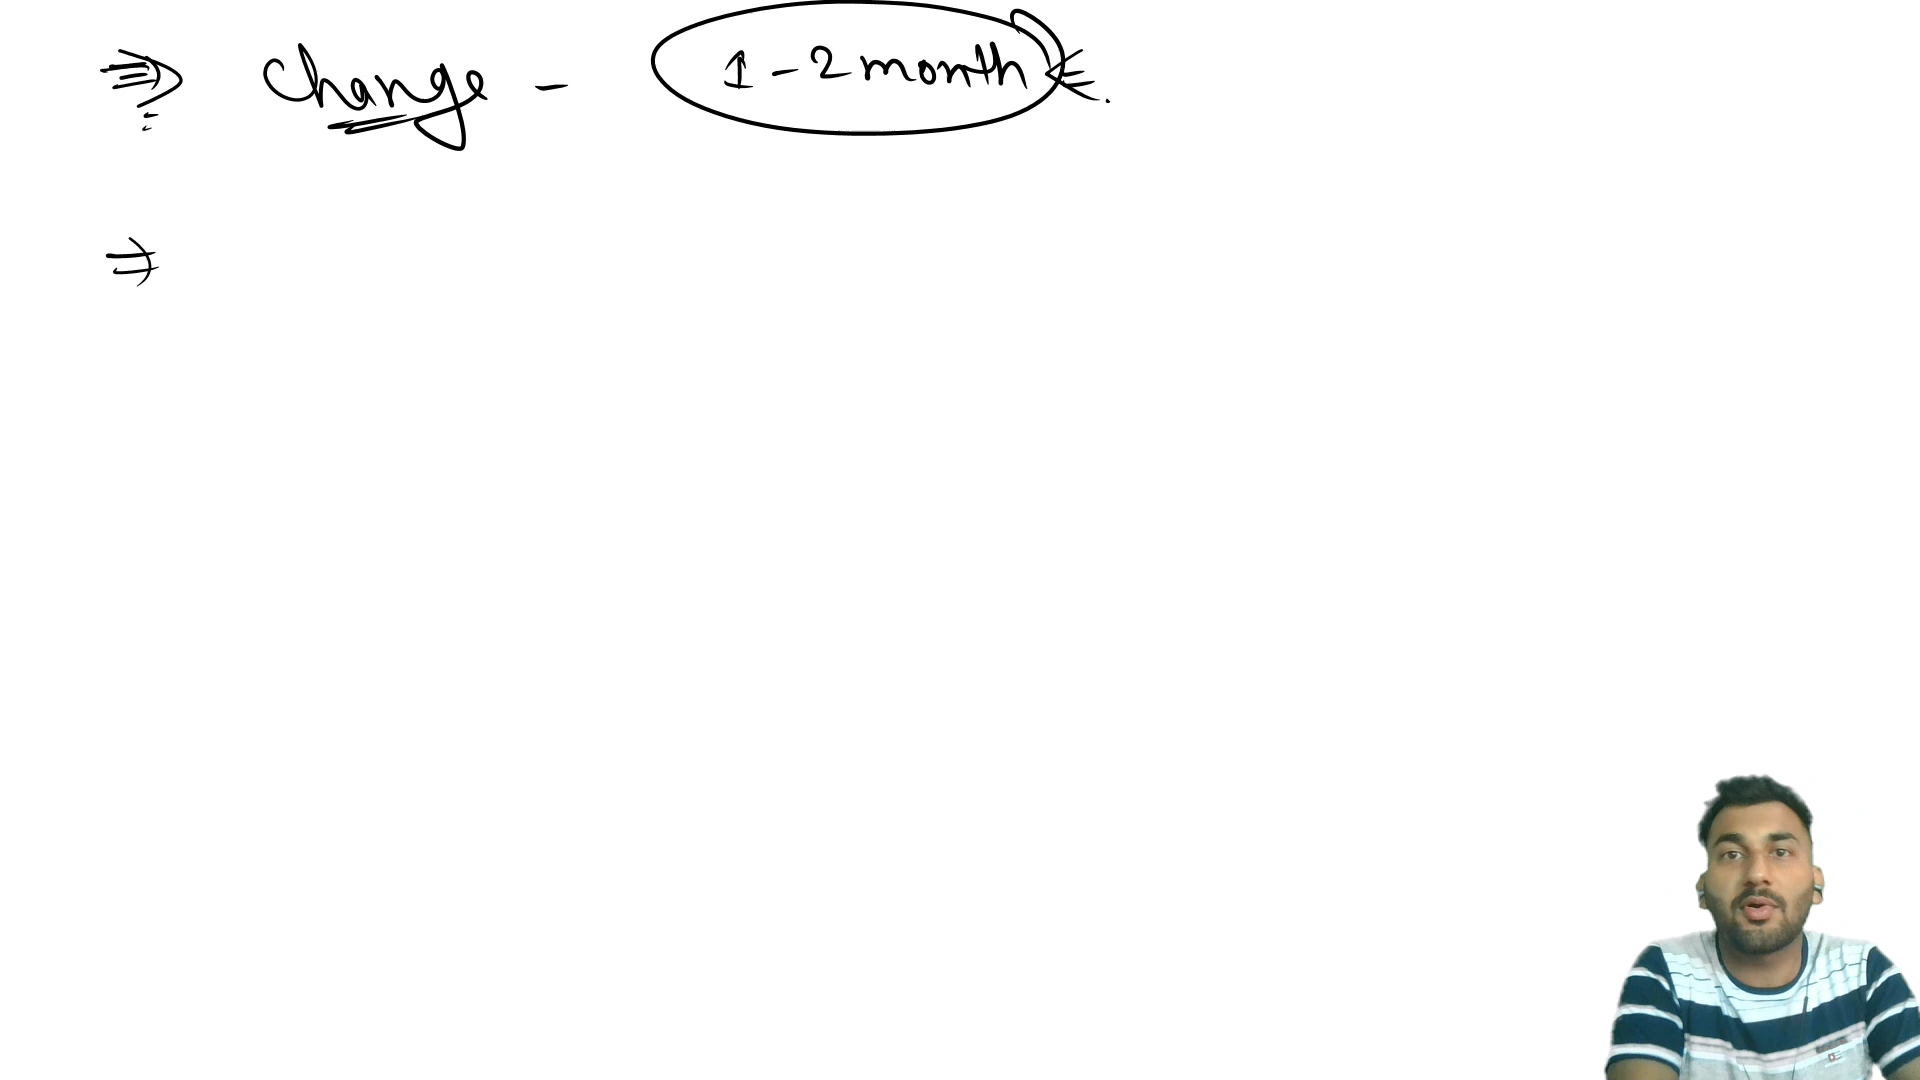 ⇒ Change - 1-2 month
⇒